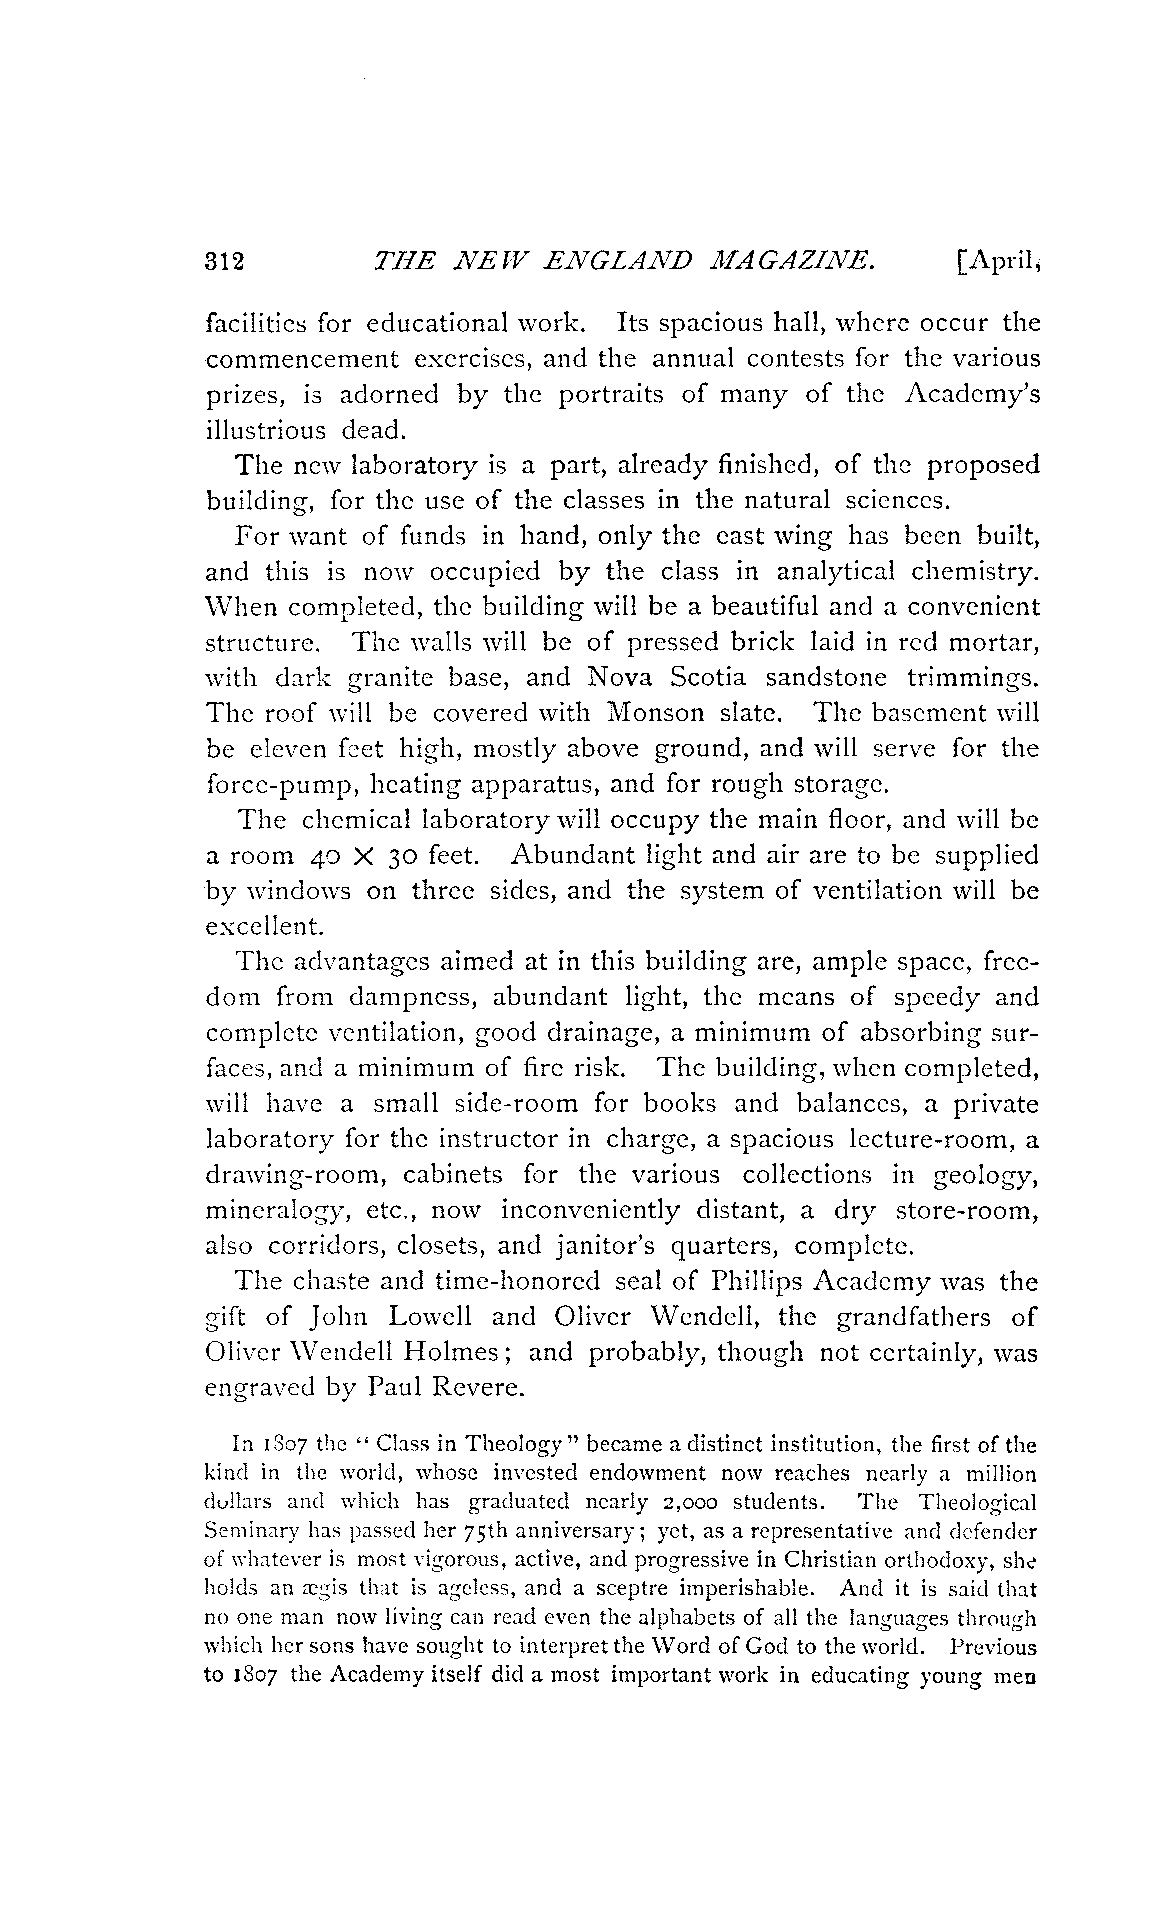 312 THE NEW ENGLAND MAGAZINE. [April,
facilities for educational work. Its spacious hall, where occur the
commencement exercises, and the annual contests for the various
prizes, is adorned by the portraits of many of the Academy's
illustrious dead.
The new laboratory is a part, already finished, of the proposed
building, for the use of the classes in the natural sciences.
For want of funds in hand, only the east wing has been built,
and this is now occupied by the class in analytical chemistry.
When completed, the building will be a beautiful and a convenient
structure. The walls will be of pressed brick laid in red mortar,
with dark granite base, and Nova Scotia sandstone trimmings.
The roof will be covered with Monson slate. The basement will
be eleven feet high, mostly above ground, and will serve for the
force-pump, heating apparatus, and for rough storage.
The chemical laboratory will occupy the main floor, and will be
a room 40 X 30 feet. Abundant light and air are to be supplied
by windows on three sides, and the system of ventilation will be
excellent.
The advantages aimed at in this building are, ample space, free-
dom from dampness, abundant light, the means of speedy and
complete ventilation, good drainage, a minimum of absorbing sur-
faces, and a minimum of fire risk. The building, when completed,
will have a small side-room for books and balances, a private
laboratory for the instructor in charge, a spacious lecture-room, a
drawing-room, cabinets for the various collections in geology,
mineralogy, etc., now inconveniently distant, a dry store-room,
also corridors, closets, and janitor's quarters, complete.
The chaste and time-honored seal of Phillips Academy was the
gift of John Lowell and Oliver Wendell, the grandfathers of
Oliver Wendell Holmes; and probably, though not certainly, was
engraved by Paul Revere.
In 1807 the "Class in Theology" became a distinct institution, the first of the
kind in the world, whose invested endowment now reaches nearly a million
dollars and which has graduated nearly 2,000 students. The Theological
Seminary has passed her 75th anniversary; yet, as a representative and defender
of whatever is most vigorous, active, and progressive in Christian orthodoxy, she
holds an ægis that is ageless, and a sceptre imperishable. And it is said that
no one man now living can read even the alphabets of all the languages through
which her sons have sought to interpret the Word of God to the world. Previous
to 1807 the Academy itself did a most important work in educating young men